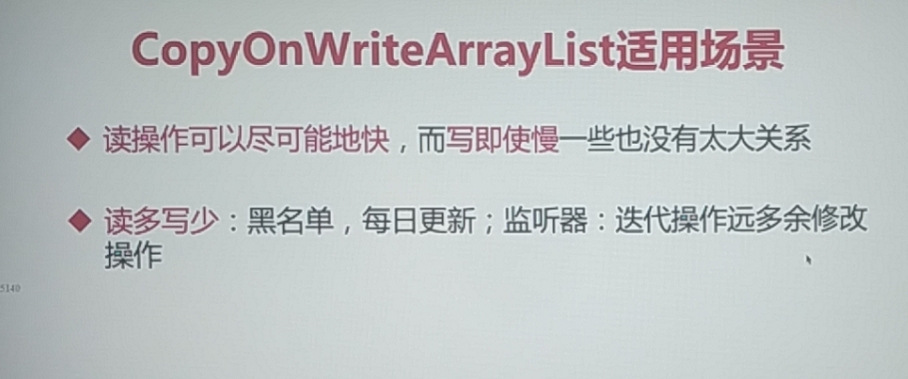 CopyOnWriteArrayList适用场景
读操作可以尽可能地快，而写即使慢一些也没有太大关系
读多写少：黑名单，每日更新；监听器：迭代操作远多余修改
操作
5140